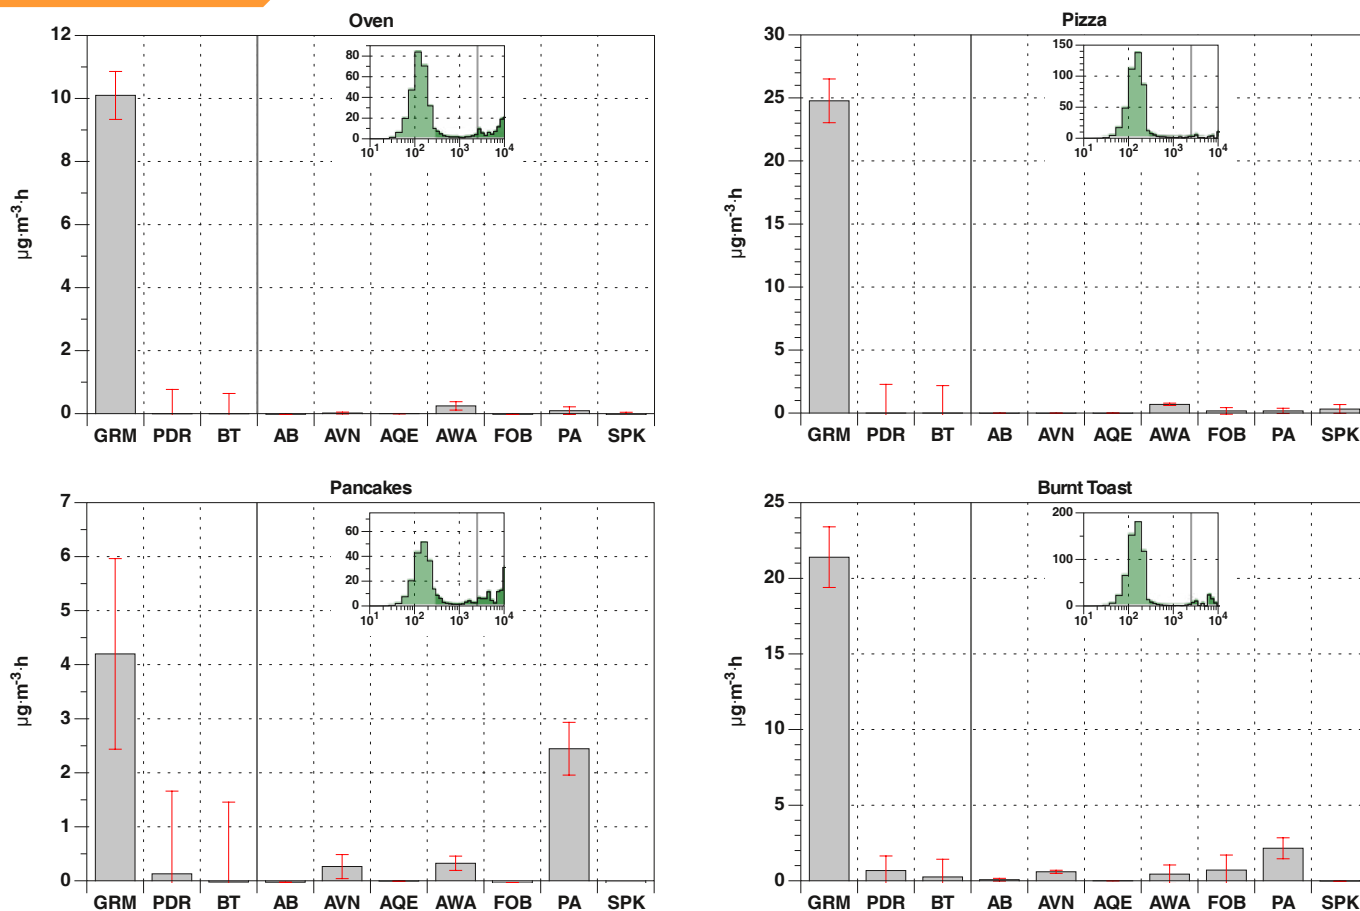 Oven
12
10
8
6
4
2
0
µg·m-3·h
80
60
40
20
0
10^1 10^2 10^3 10^4
GRM PDR BT AB AVN AQE AWA FOB PA SPK
Pizza
30
25
20
15
10
5
0
µg·m-3·h
150
100
50
0
10^1 10^2 10^3 10^4
GRM PDR BT AB AVN AQE AWA FOB PA SPK
Pancakes
7
6
5
4
3
2
1
0
µg·m-3·h
60
40
20
0
10^1 10^2 10^3 10^4
GRM PDR BT AB AVN AQE AWA FOB PA SPK
Burnt Toast
25
20
15
10
5
0
µg·m-3·h
200
100
0
10^1 10^2 10^3 10^4
GRM PDR BT AB AVN AQE AWA FOB PA SPK